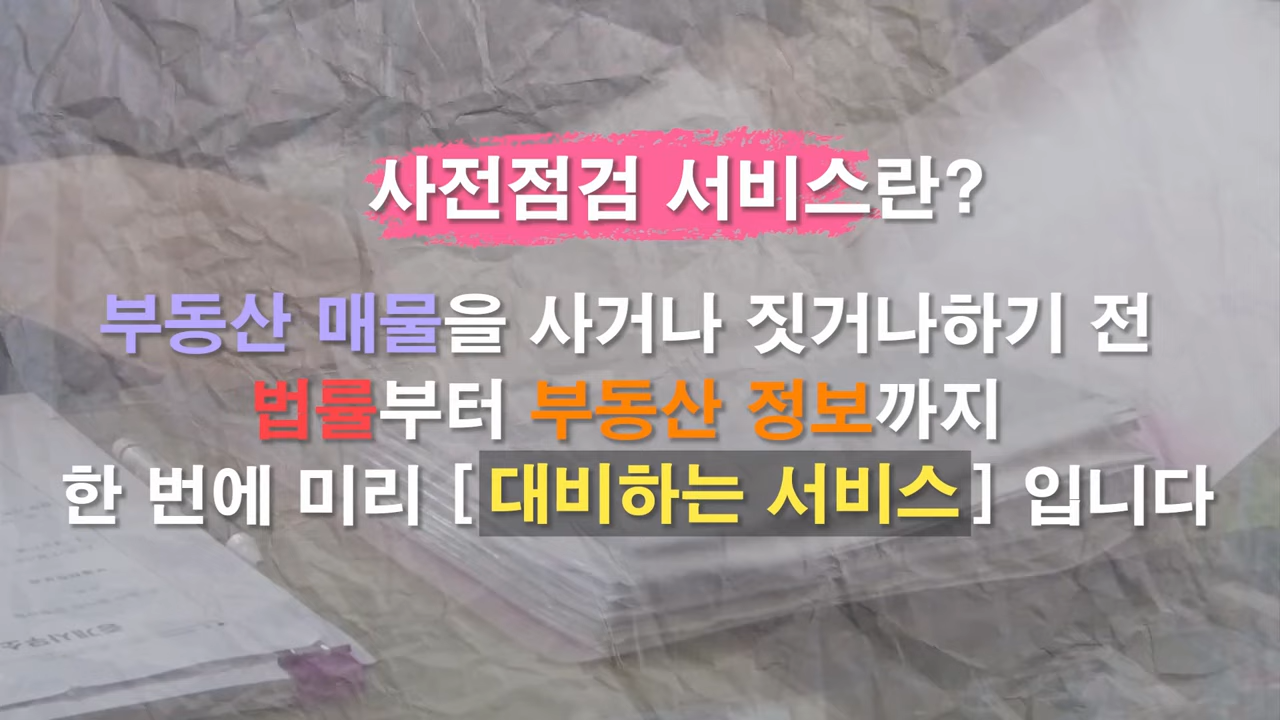 사전점검 서비스란?
부동산 매물을 사거나 짓거나하기 전
법률부터 부동산 정보까지
한 번에 미리 [대비하는 서비스] 입니다